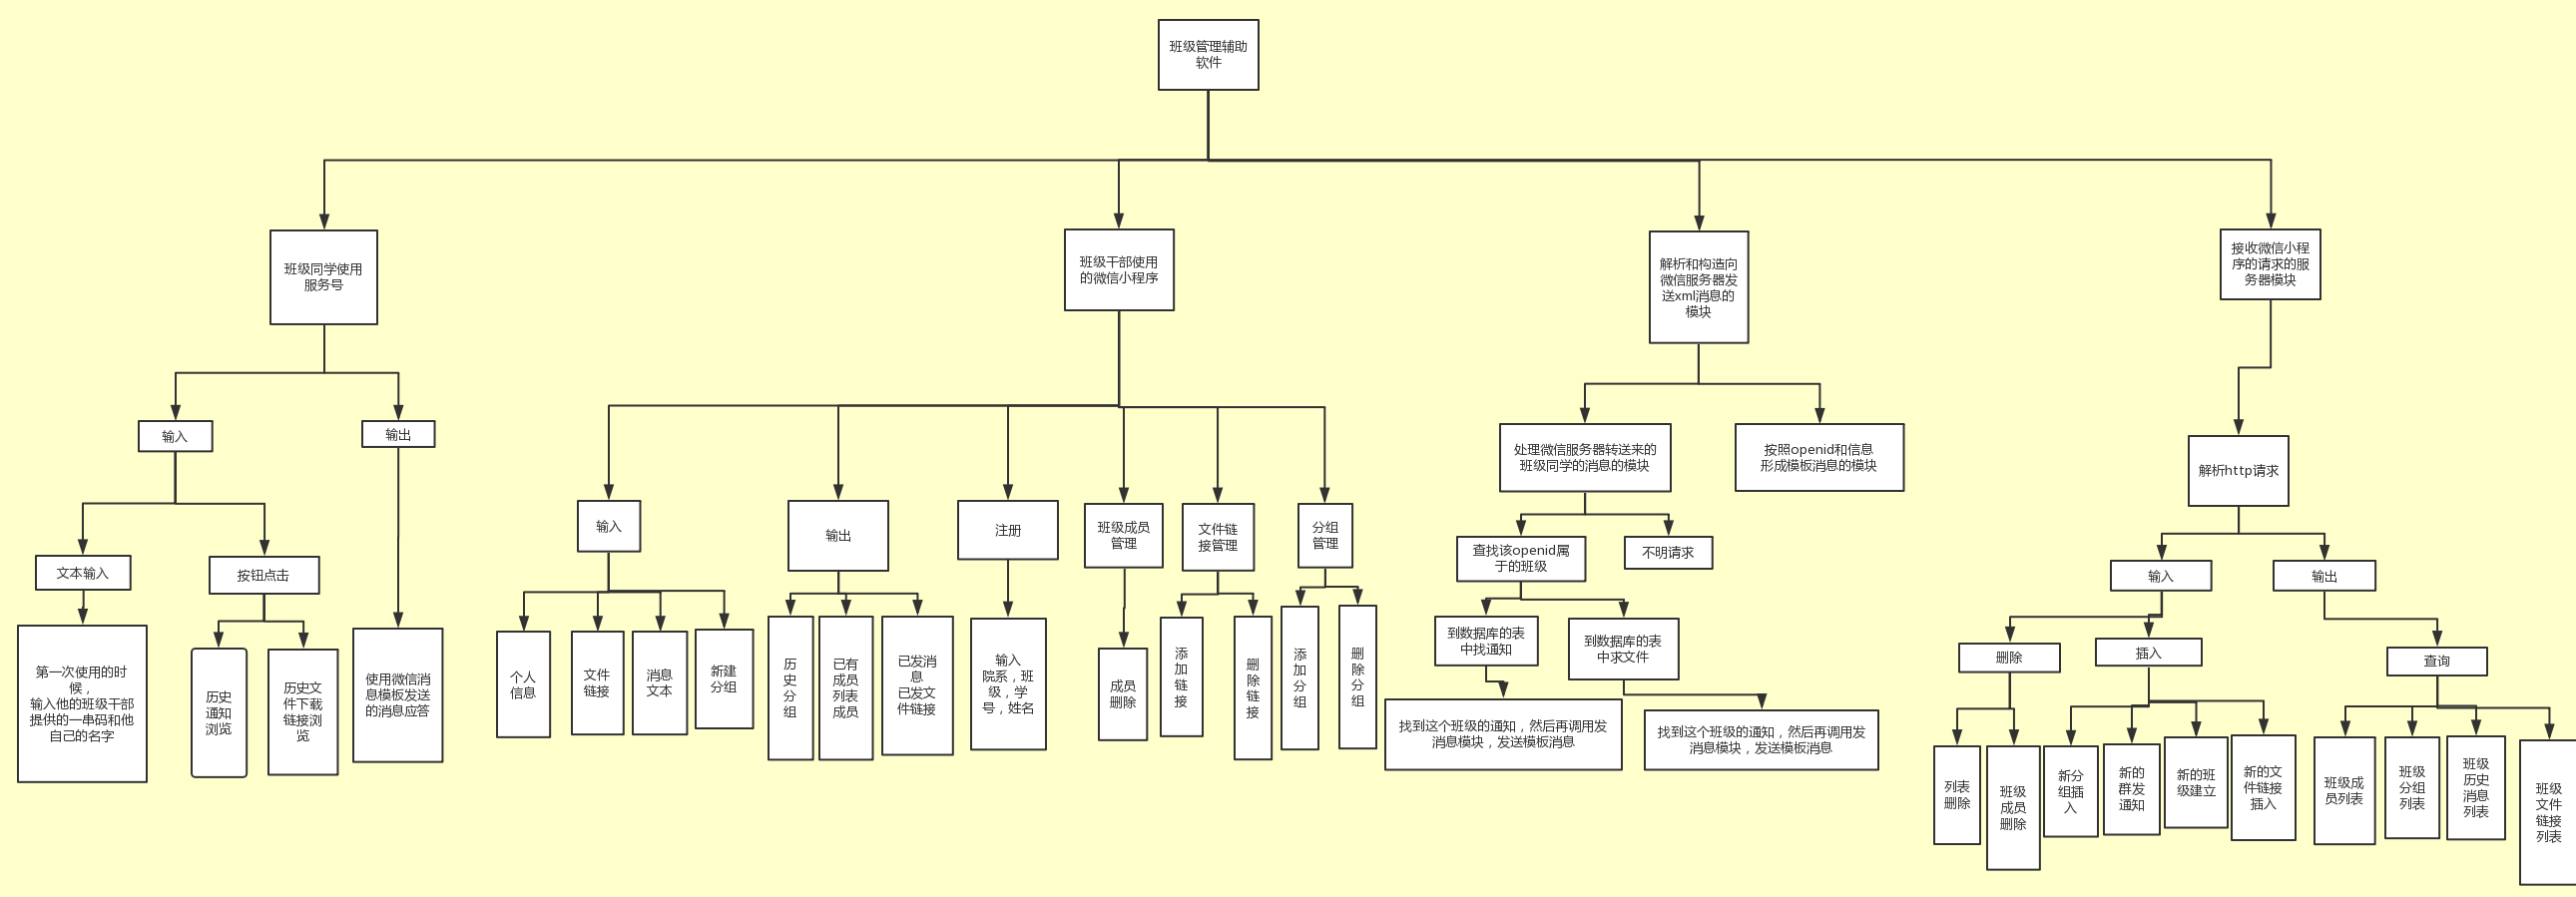 班级管理辅助
软件
班级同学使用
服务号
班级干部使用
的微信小程序
解析和构造向
微信服务器发
送xml消息的
模块
接收微信小程
序的请求的服
务器模块
输入
输出
处理微信服务器转送来的
班级同学的消息的模块
按照openid和信息
形成模板消息的模块
解析http请求
输入
输出
注册
班级成员
管理
文件链
接管理
分组
管理
查找该openid属
于的班级
不明请求
文本输入
按钮点击
输入
输出
到数据库的表
中找通知
到数据库的表
中求文件
删除
插入
查询
第一次使用的时
候，
输入他的班级干部
提供的一串码和他
自己的名字
历史
通知
浏览
历史文
件下载
链接浏
览
使用微信消
息模板发送
的消息应答
个人
信息
文件
链接
消息
文本
新建
分组
历
史
分
组
已有
成员
列表
成员
已发消
息
已发文
件链接
输入
院系，班
级，学
号，姓名
成员
删除
添
加
链
接
删
除
链
接
添
加
分
组
删
除
分
组
找到这个班级的通知，然后再调用发
消息模块，发送模板消息
找到这个班级的通知，然后再调用发
消息模块，发送模板消息
列表
删除
班级
成员
删除
新分
组插
入
新的
群发
通知
新的班
级建立
新的文
件链接
插入
班级成
员列表
班级
分组
列表
班级
历史
消息
列表
班级
文件
链接
列表